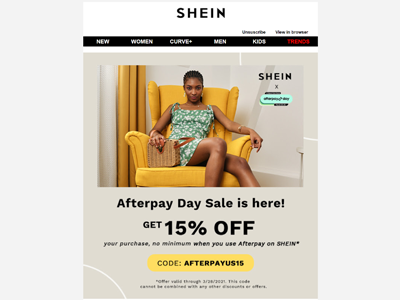 SHEIN
Unsuscribe View in browser
NEW WOMEN CURVE+ MEN KIDS TRENDS
SHEIN
X
afterpay day
Afterpay Day Sale is here!
GET 15% OFF
your purchase, no minimum when you use Afterpay on SHEIN*
CODE: AFTERPAYUS15
*Offer valid through 3/26/2021. This code
cannot be combined with any other discounts or offers.